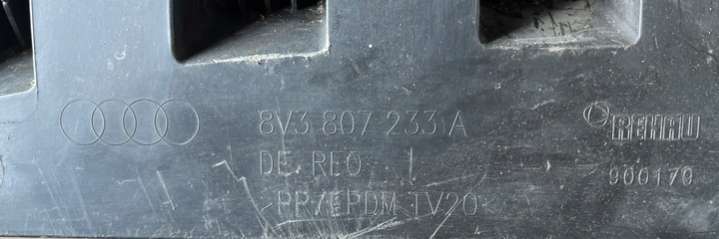 8V3 807 233 A
DE REO
PP/EPDM TV20
REHAU
900170